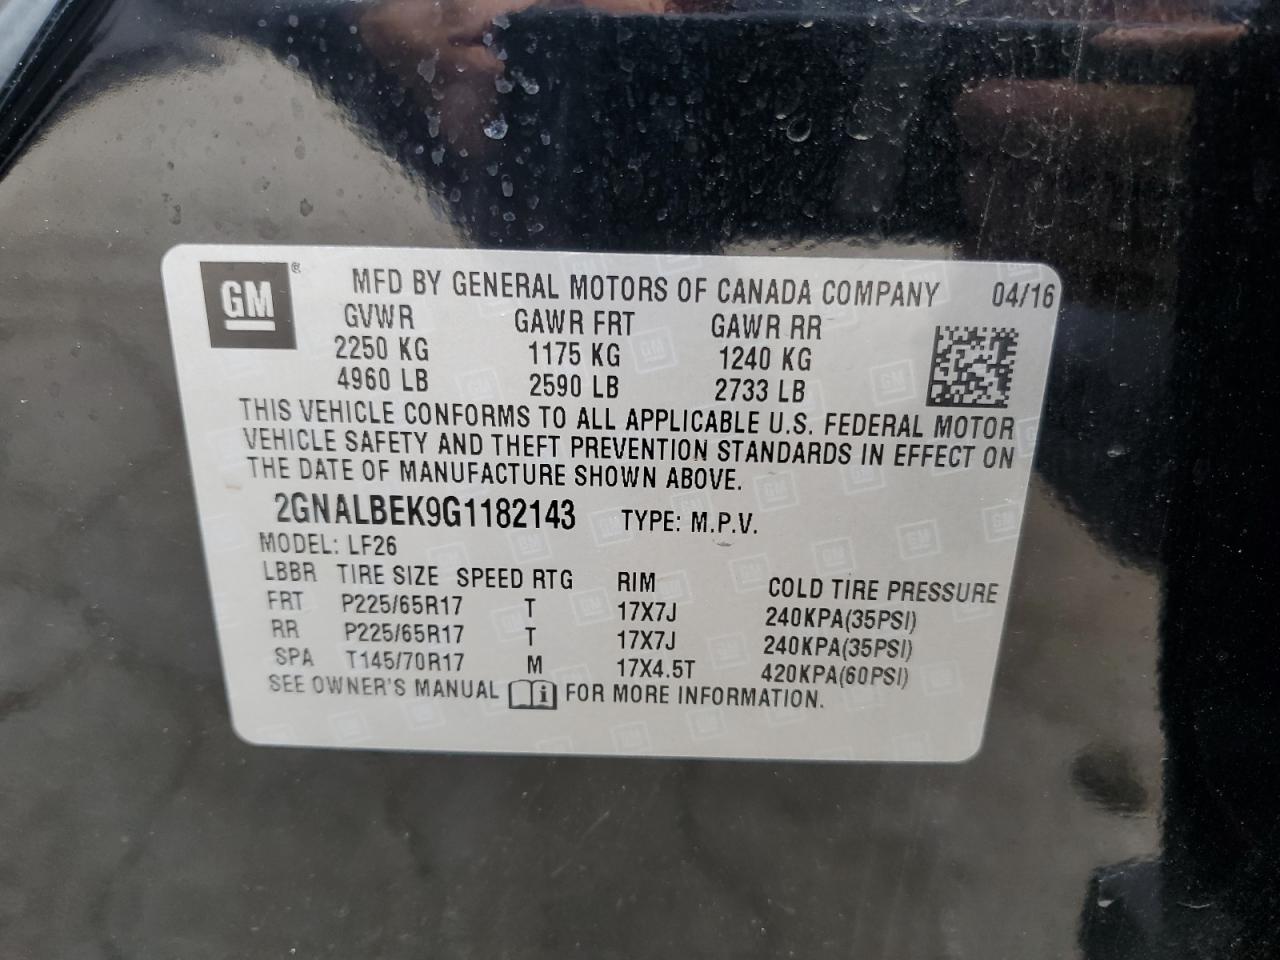 GM® MFD BY GENERAL MOTORS OF CANADA COMPANY 04/16
GVWR GAWR FRT GAWR RR
2250 KG 1175 KG 1240 KG
4960 LB 2590 LB 2733 LB
THIS VEHICLE CONFORMS TO ALL APPLICABLE U.S. FEDERAL MOTOR
VEHICLE SAFETY AND THEFT PREVENTION STANDARDS IN EFFECT ON
THE DATE OF MANUFACTURE SHOWN ABOVE.
2GNALBEK9G1182143 TYPE: M.P.V.
MODEL: LF26
LBBR TIRE SIZE SPEED RTG RIM COLD TIRE PRESSURE
FRT P225/65R17 T 17X7J 240KPA(35PSI)
RR P225/65R17 T 17X7J 240KPA(35PSI)
SPA T145/70R17 M 17X4.5T 420KPA(60PSI)
SEE OWNER'S MANUAL i FOR MORE INFORMATION.